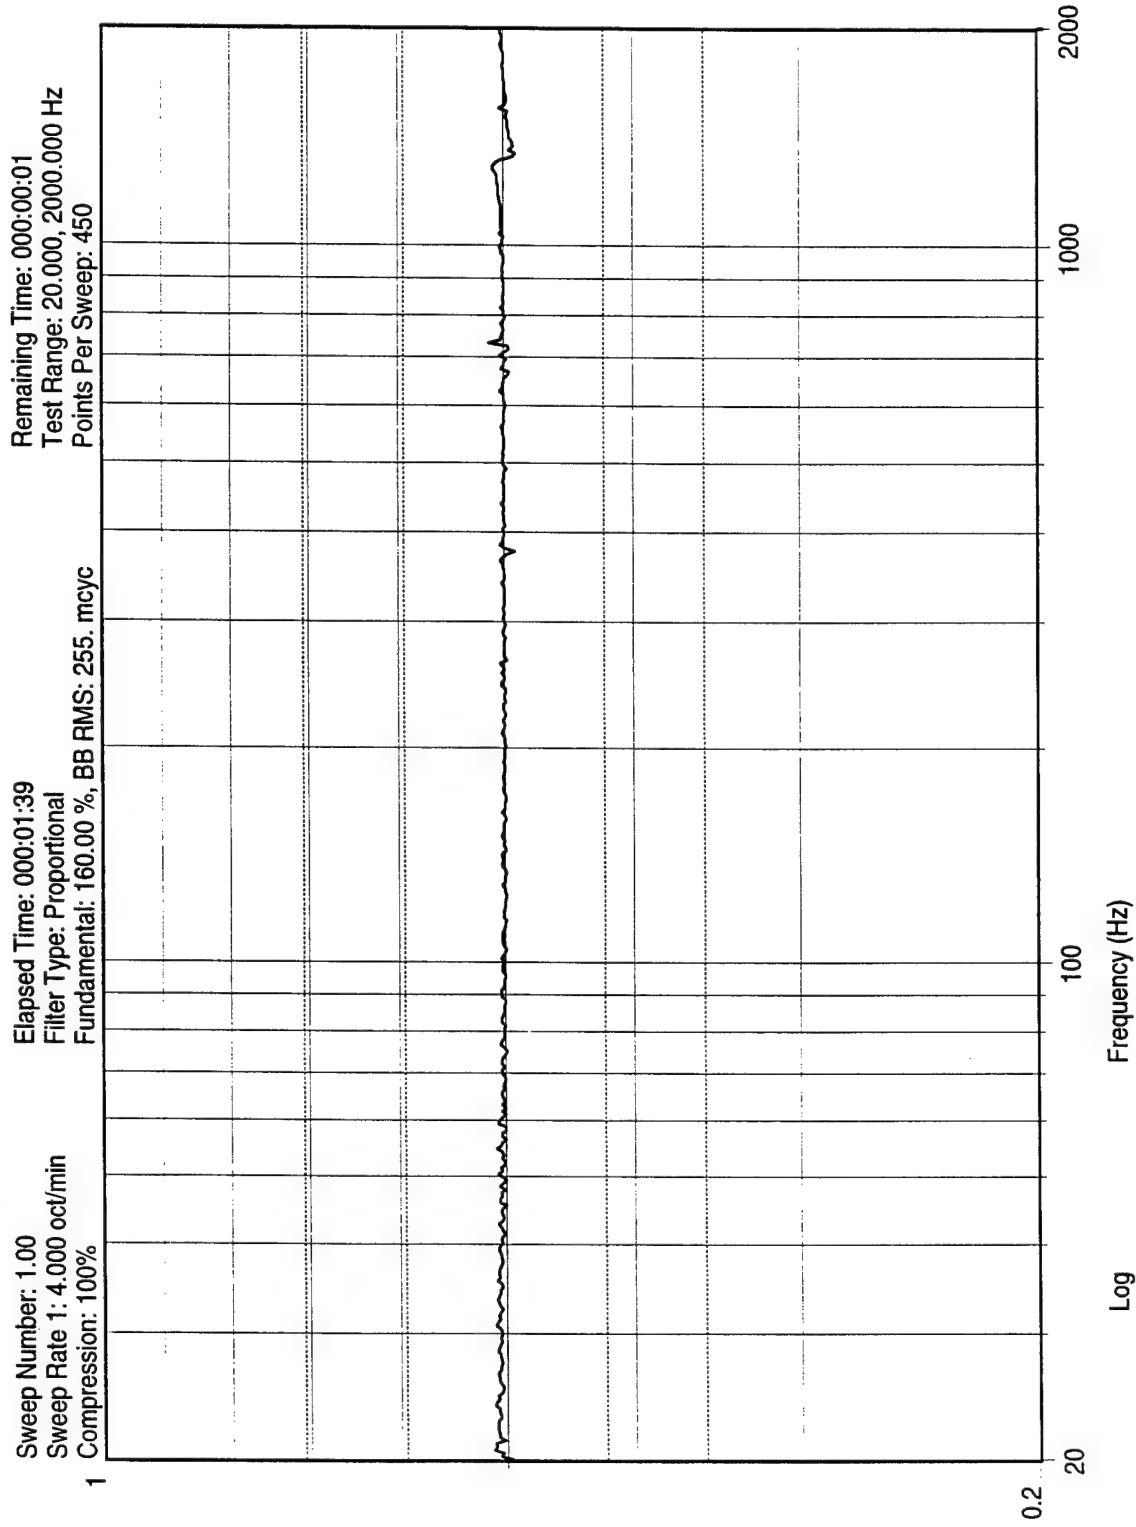 Sweep Number: 1.00
Elapsed Time: 000:01:39
Remaining Time: 000:00:01
Sweep Rate 1: 4.000 oct/min
Filter Type: Proportional
Test Range: 20.000, 2000.000 Hz
Compression: 100%
Fundamental: 160.00 %, BB RMS: 255. mcyc
Points Per Sweep: 450
1
0.2
20
100
1000
2000
Log
Frequency (Hz)